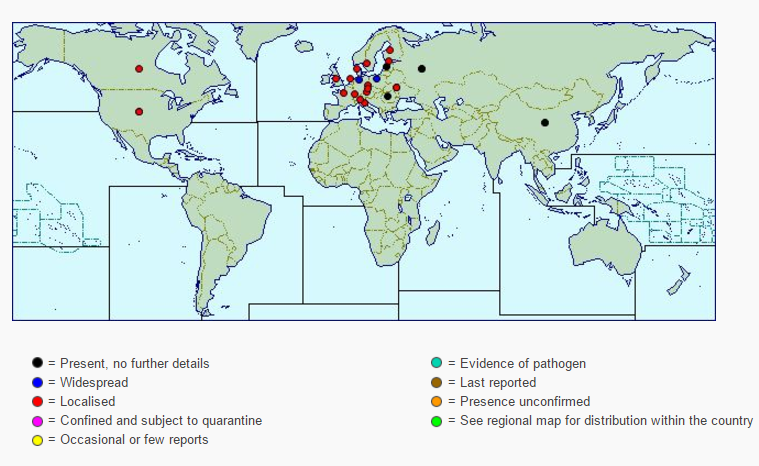 = Present, no further details
= Widespread
= Localised
= Confined and subject to quarantine
= Occasional or few reports
= Evidence of pathogen
= Last reported
= Presence unconfirmed
= See regional map for distribution within the country